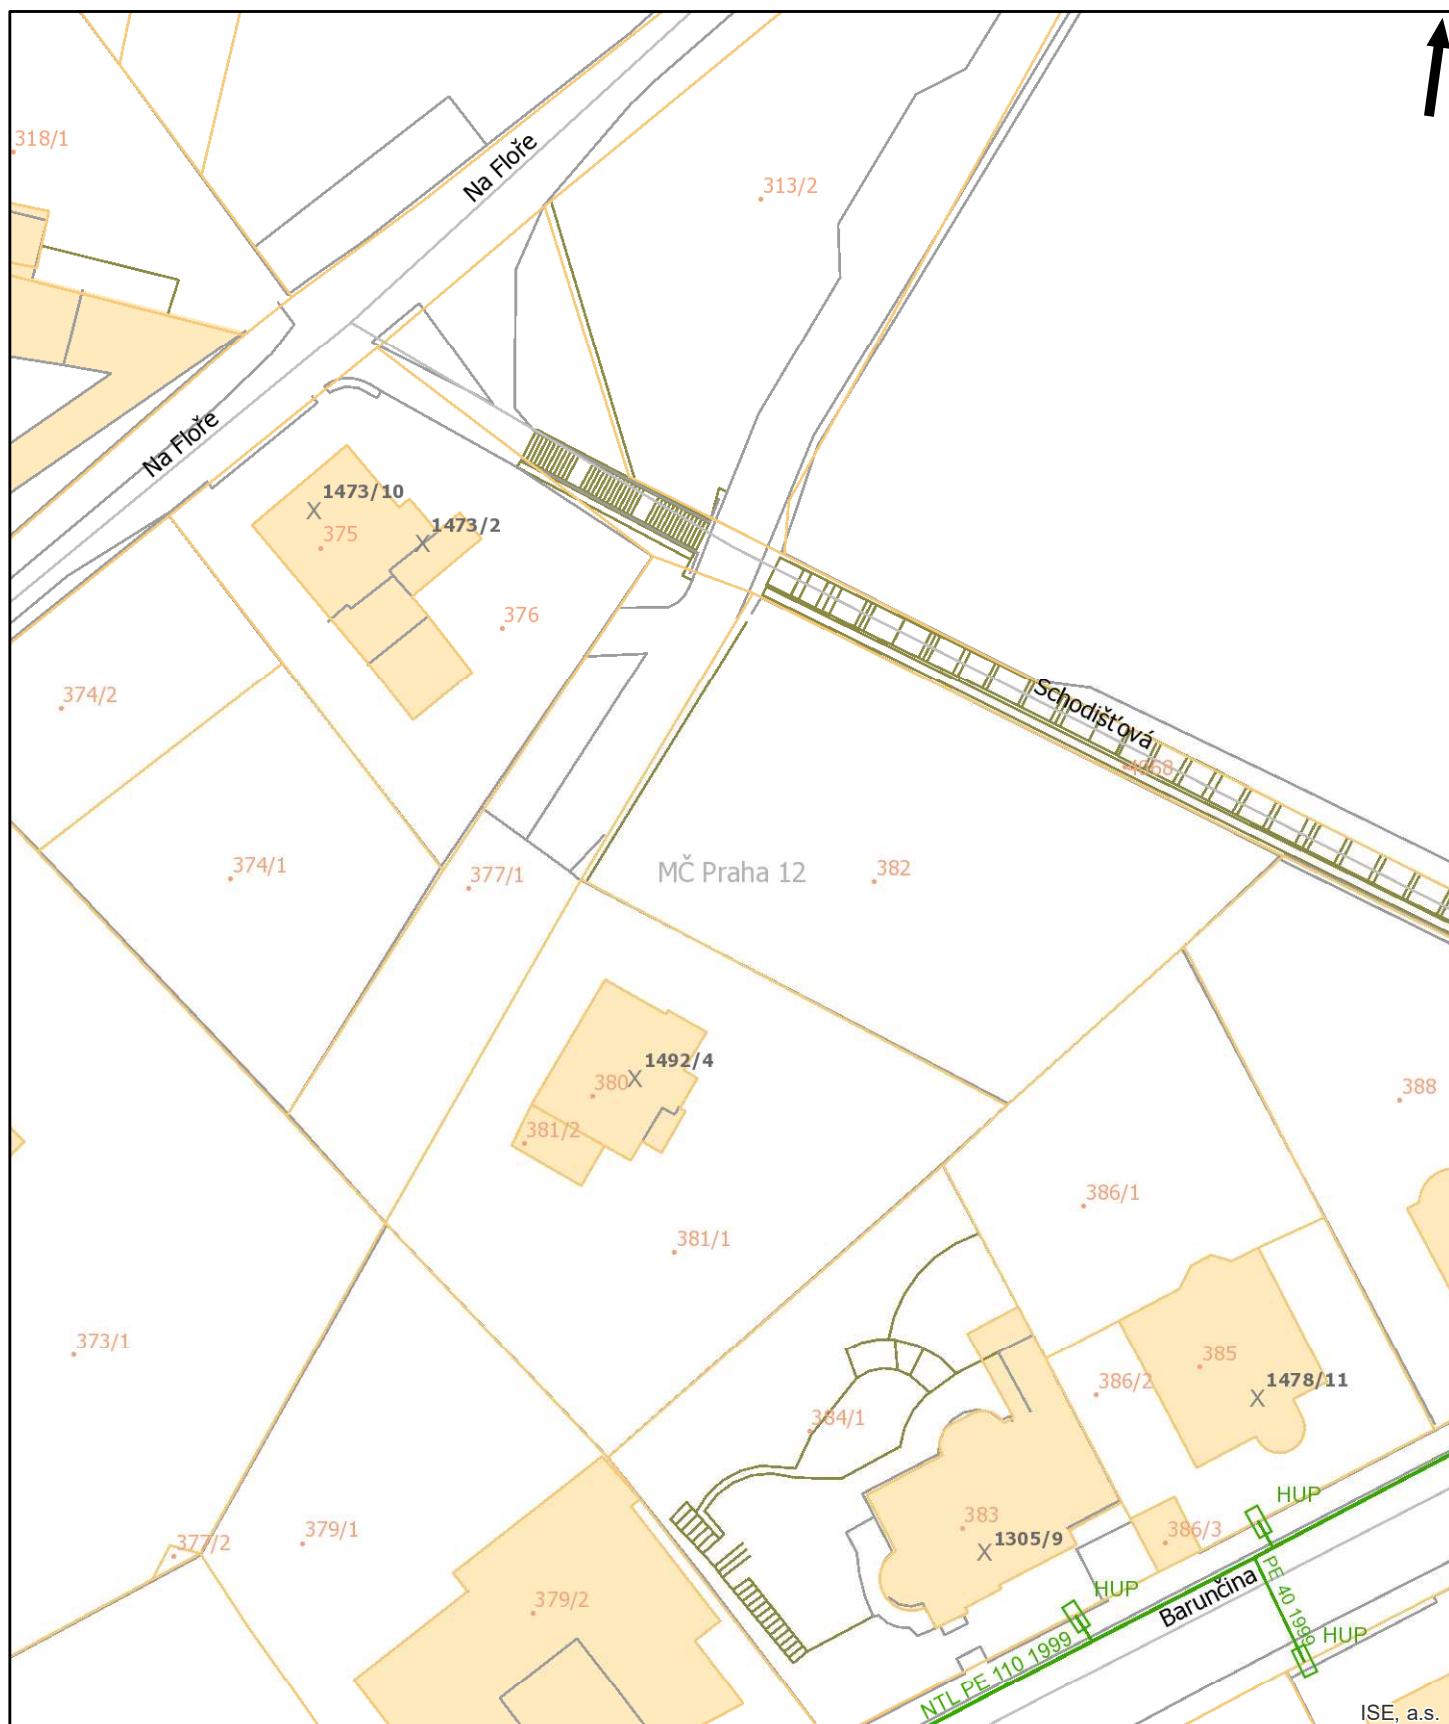 318/1
Na Floře
313/2
Na Floře
1473/10
1473/2
375
376
374/2
Schodišťová
4868
374/1
377/1
MČ Praha 12
382
1492/4
380
388
381/2
386/1
381/1
373/1
385
386/2
1478/11
384/1
HUP
383
377/2
379/1
386/3
1305/9
HUP
PE 40 1999
Barunčina
379/2
HUP
NTL PE 110 1999
ISE, a.s.